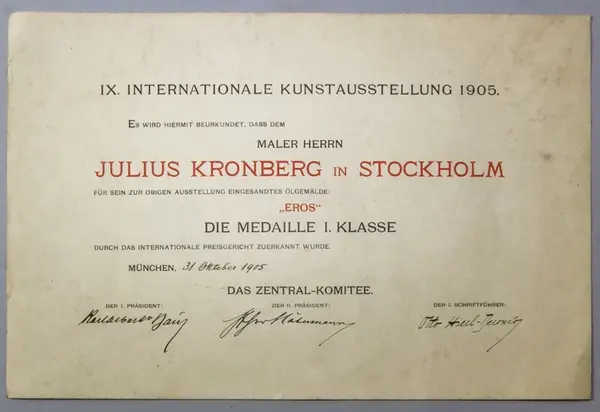 IX. INTERNATIONALE KUNSTAUSSTELLUNG 1905.
ES WIRD HIERMIT BEURKUNDET, DASS DEM
MALER HERRN
JULIUS KRONBERG IN STOCKHOLM
FÜR SEIN ZUR OBIGEN AUSSTELLUNG EINGESANDTES ÖLGEMÄLDE:
„EROS"
DIE MEDAILLE I. KLASSE
DURCH DAS INTERNATIONALE PREISGERICHT ZUERKANNT WURDE.
MÜNCHEN, 31 Oktober 1905
DAS ZENTRAL-KOMITEE.
DER I. PRÄSIDENT: DER II. PRÄSIDENT: DER I. SCHRIFTFÜHRER:
Otto